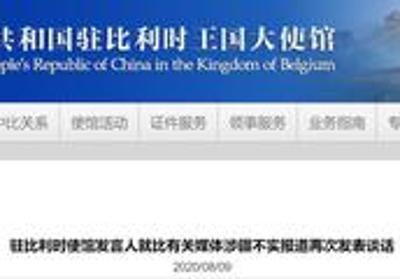 共和国驻比利时王国大使馆
ple's Republic of China in the Kingdom of Belgium
中比关系 使馆活动 证件服务 领事服务 业务指南 专
驻比利时使馆发言人就比有关媒体涉疆不实报道再次发表谈话
2020/08/09